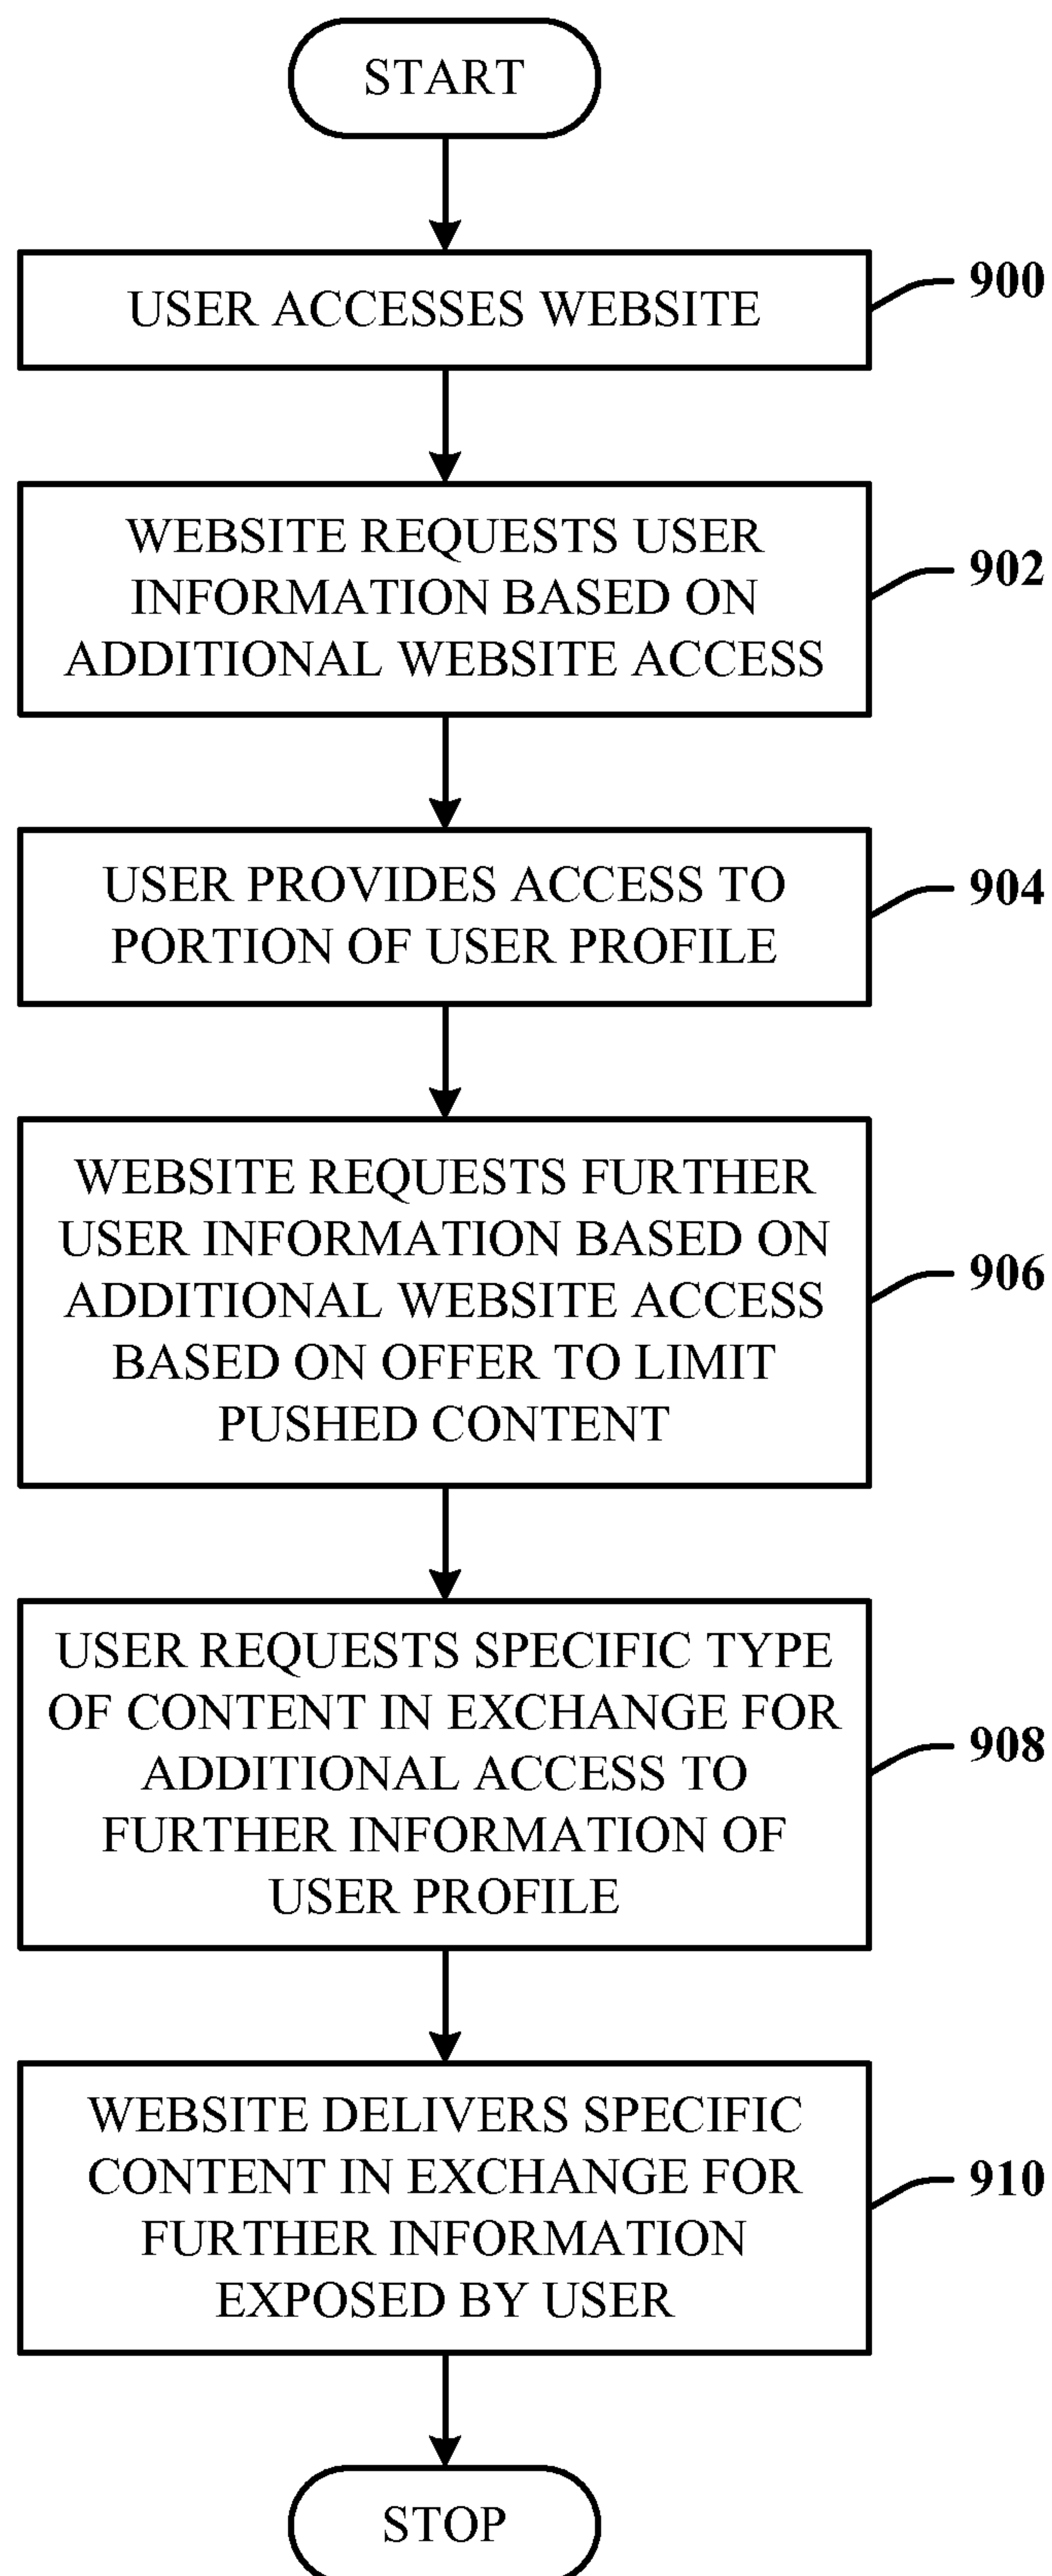 START
USER ACCESSES WEBSITE
900
WEBSITE REQUESTS USER
INFORMATION BASED ON
ADDITIONAL WEBSITE ACCESS
902
USER PROVIDES ACCESS TO
PORTION OF USER PROFILE
904
WEBSITE REQUESTS FURTHER
USER INFORMATION BASED ON
ADDITIONAL WEBSITE ACCESS
BASED ON OFFER TO LIMIT
PUSHED CONTENT
906
USER REQUESTS SPECIFIC TYPE
OF CONTENT IN EXCHANGE FOR
ADDITIONAL ACCESS TO
FURTHER INFORMATION OF
USER PROFILE
908
WEBSITE DELIVERS SPECIFIC
CONTENT IN EXCHANGE FOR
FURTHER INFORMATION
EXPOSED BY USER
910
STOP